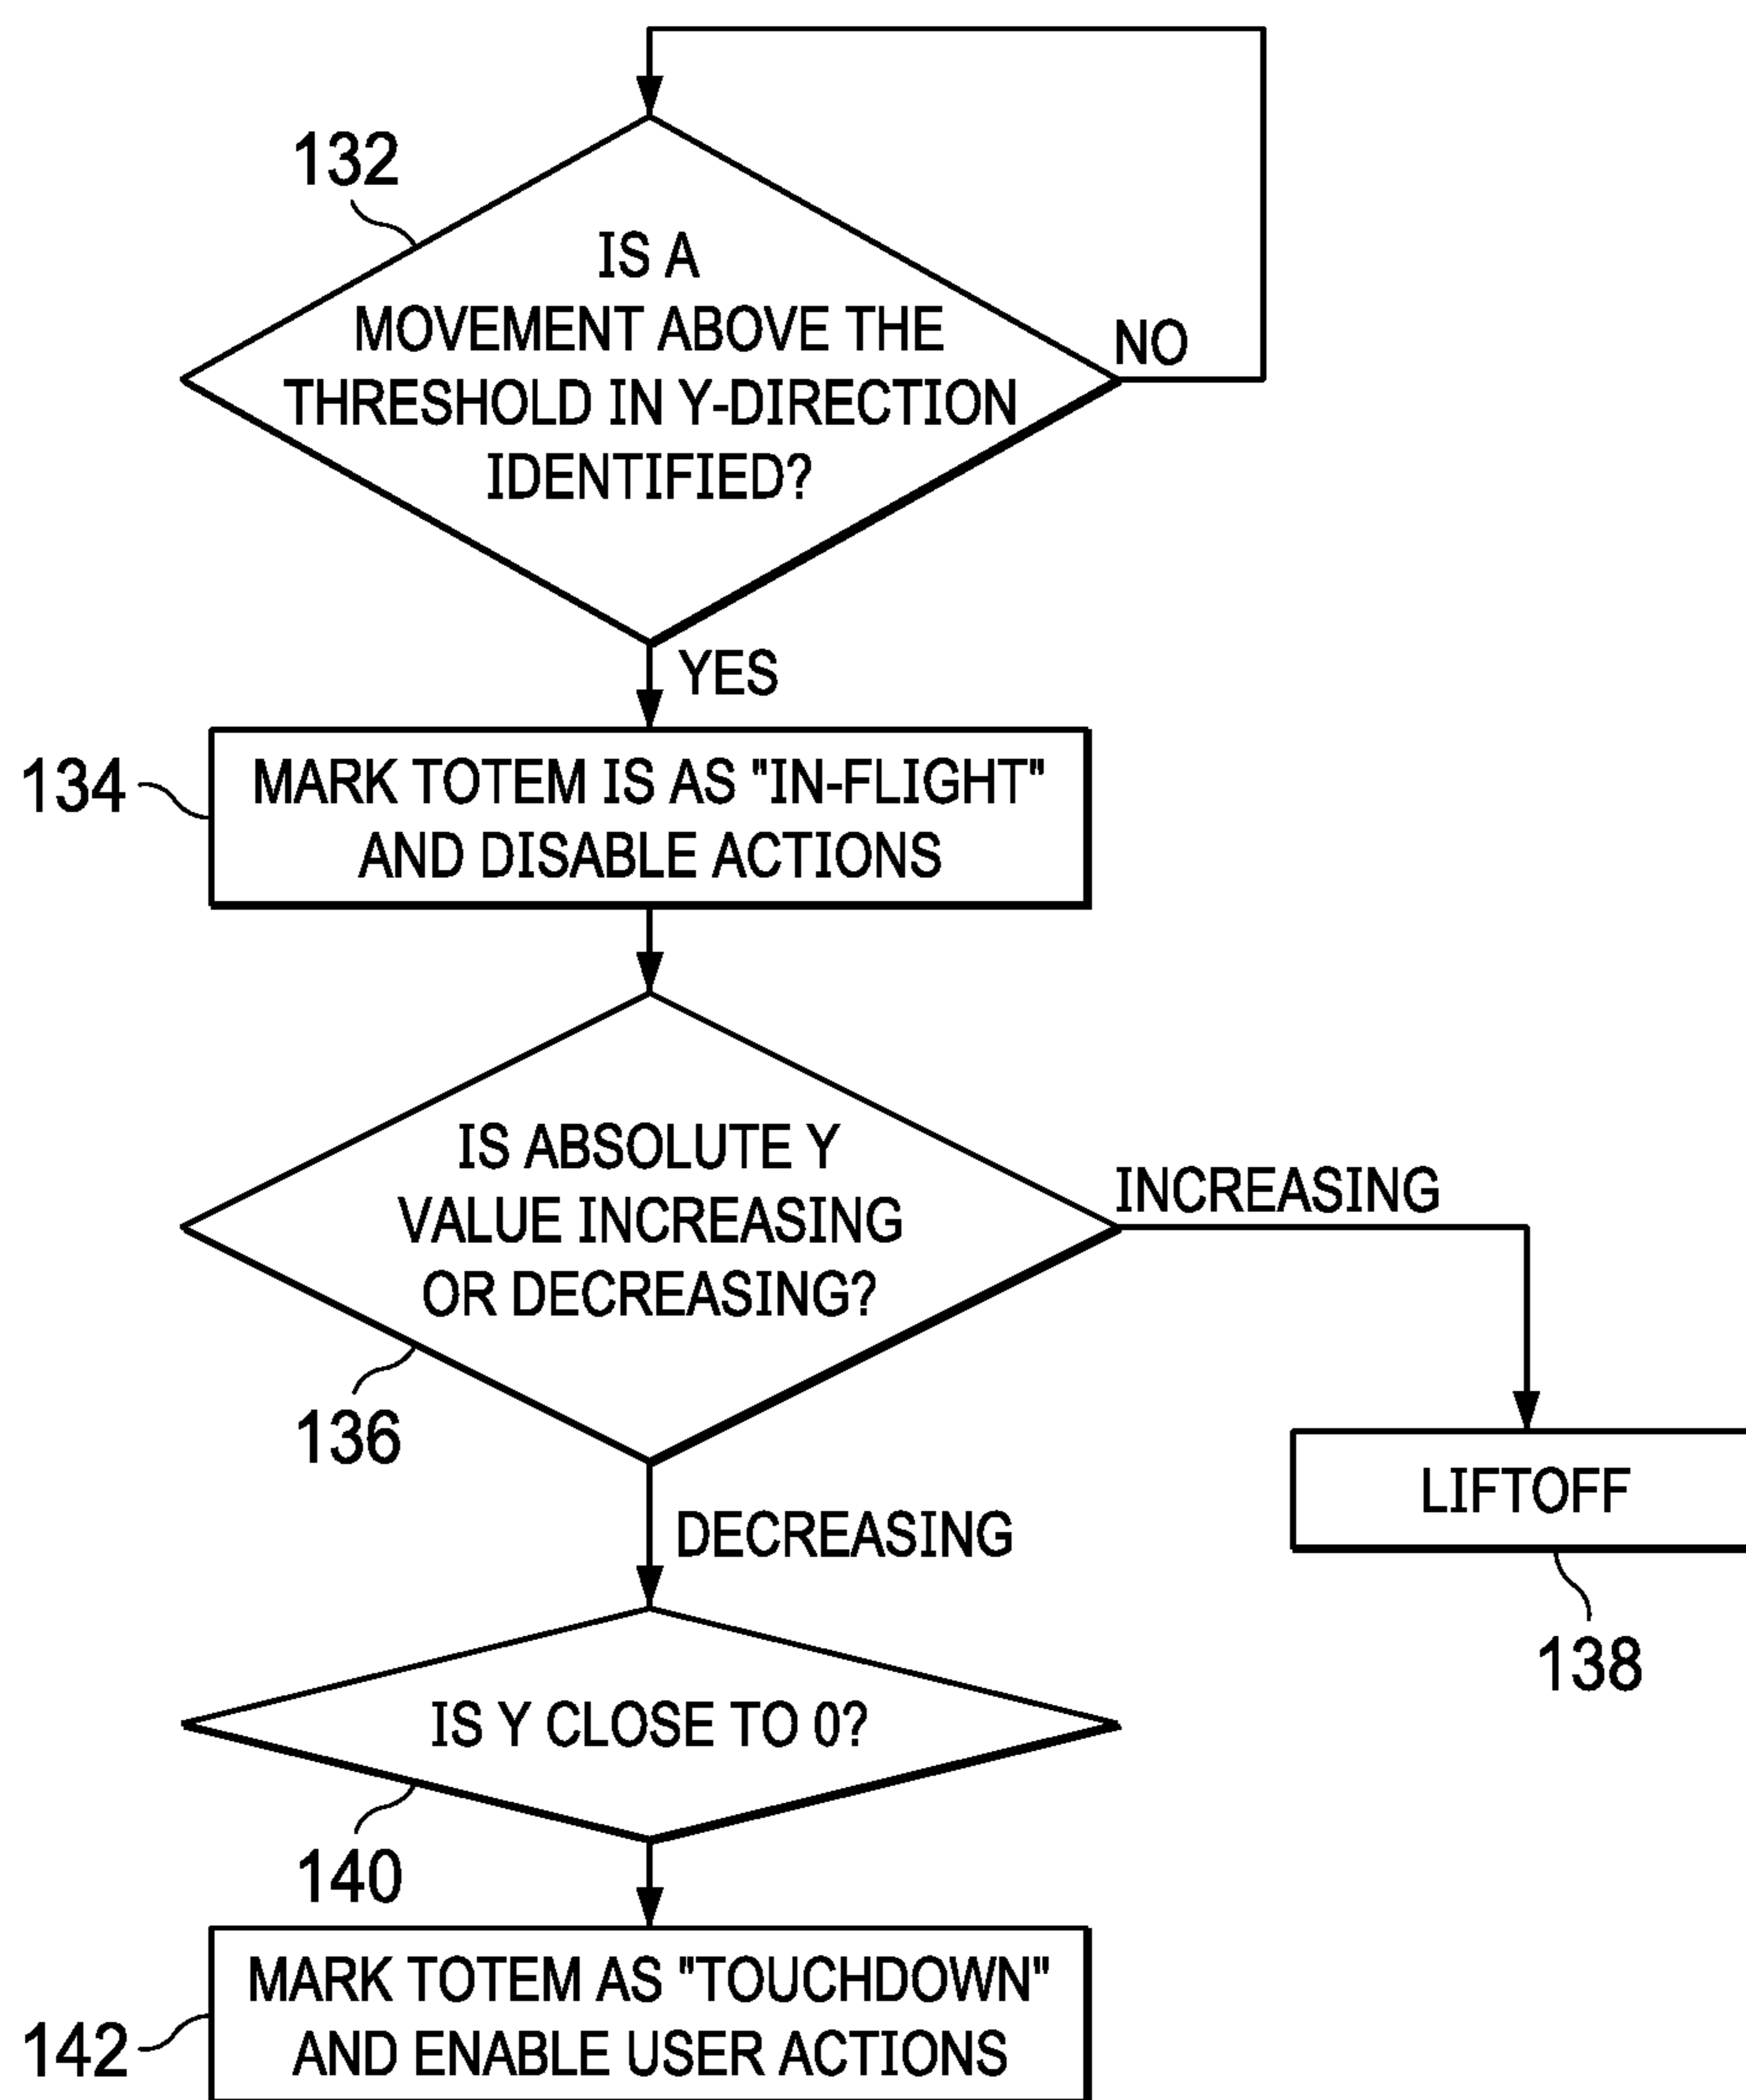 132
IS A
MOVEMENT ABOVE THE
THRESHOLD IN Y-DIRECTION
IDENTIFIED?
NO
YES
134
MARK TOTEM IS AS "IN-FLIGHT"
AND DISABLE ACTIONS
IS ABSOLUTE Y
VALUE INCREASING
OR DECREASING?
INCREASING
136
LIFTOFF
DECREASING
138
IS Y CLOSE TO 0?
140
MARK TOTEM AS "TOUCHDOWN"
142
AND ENABLE USER ACTIONS